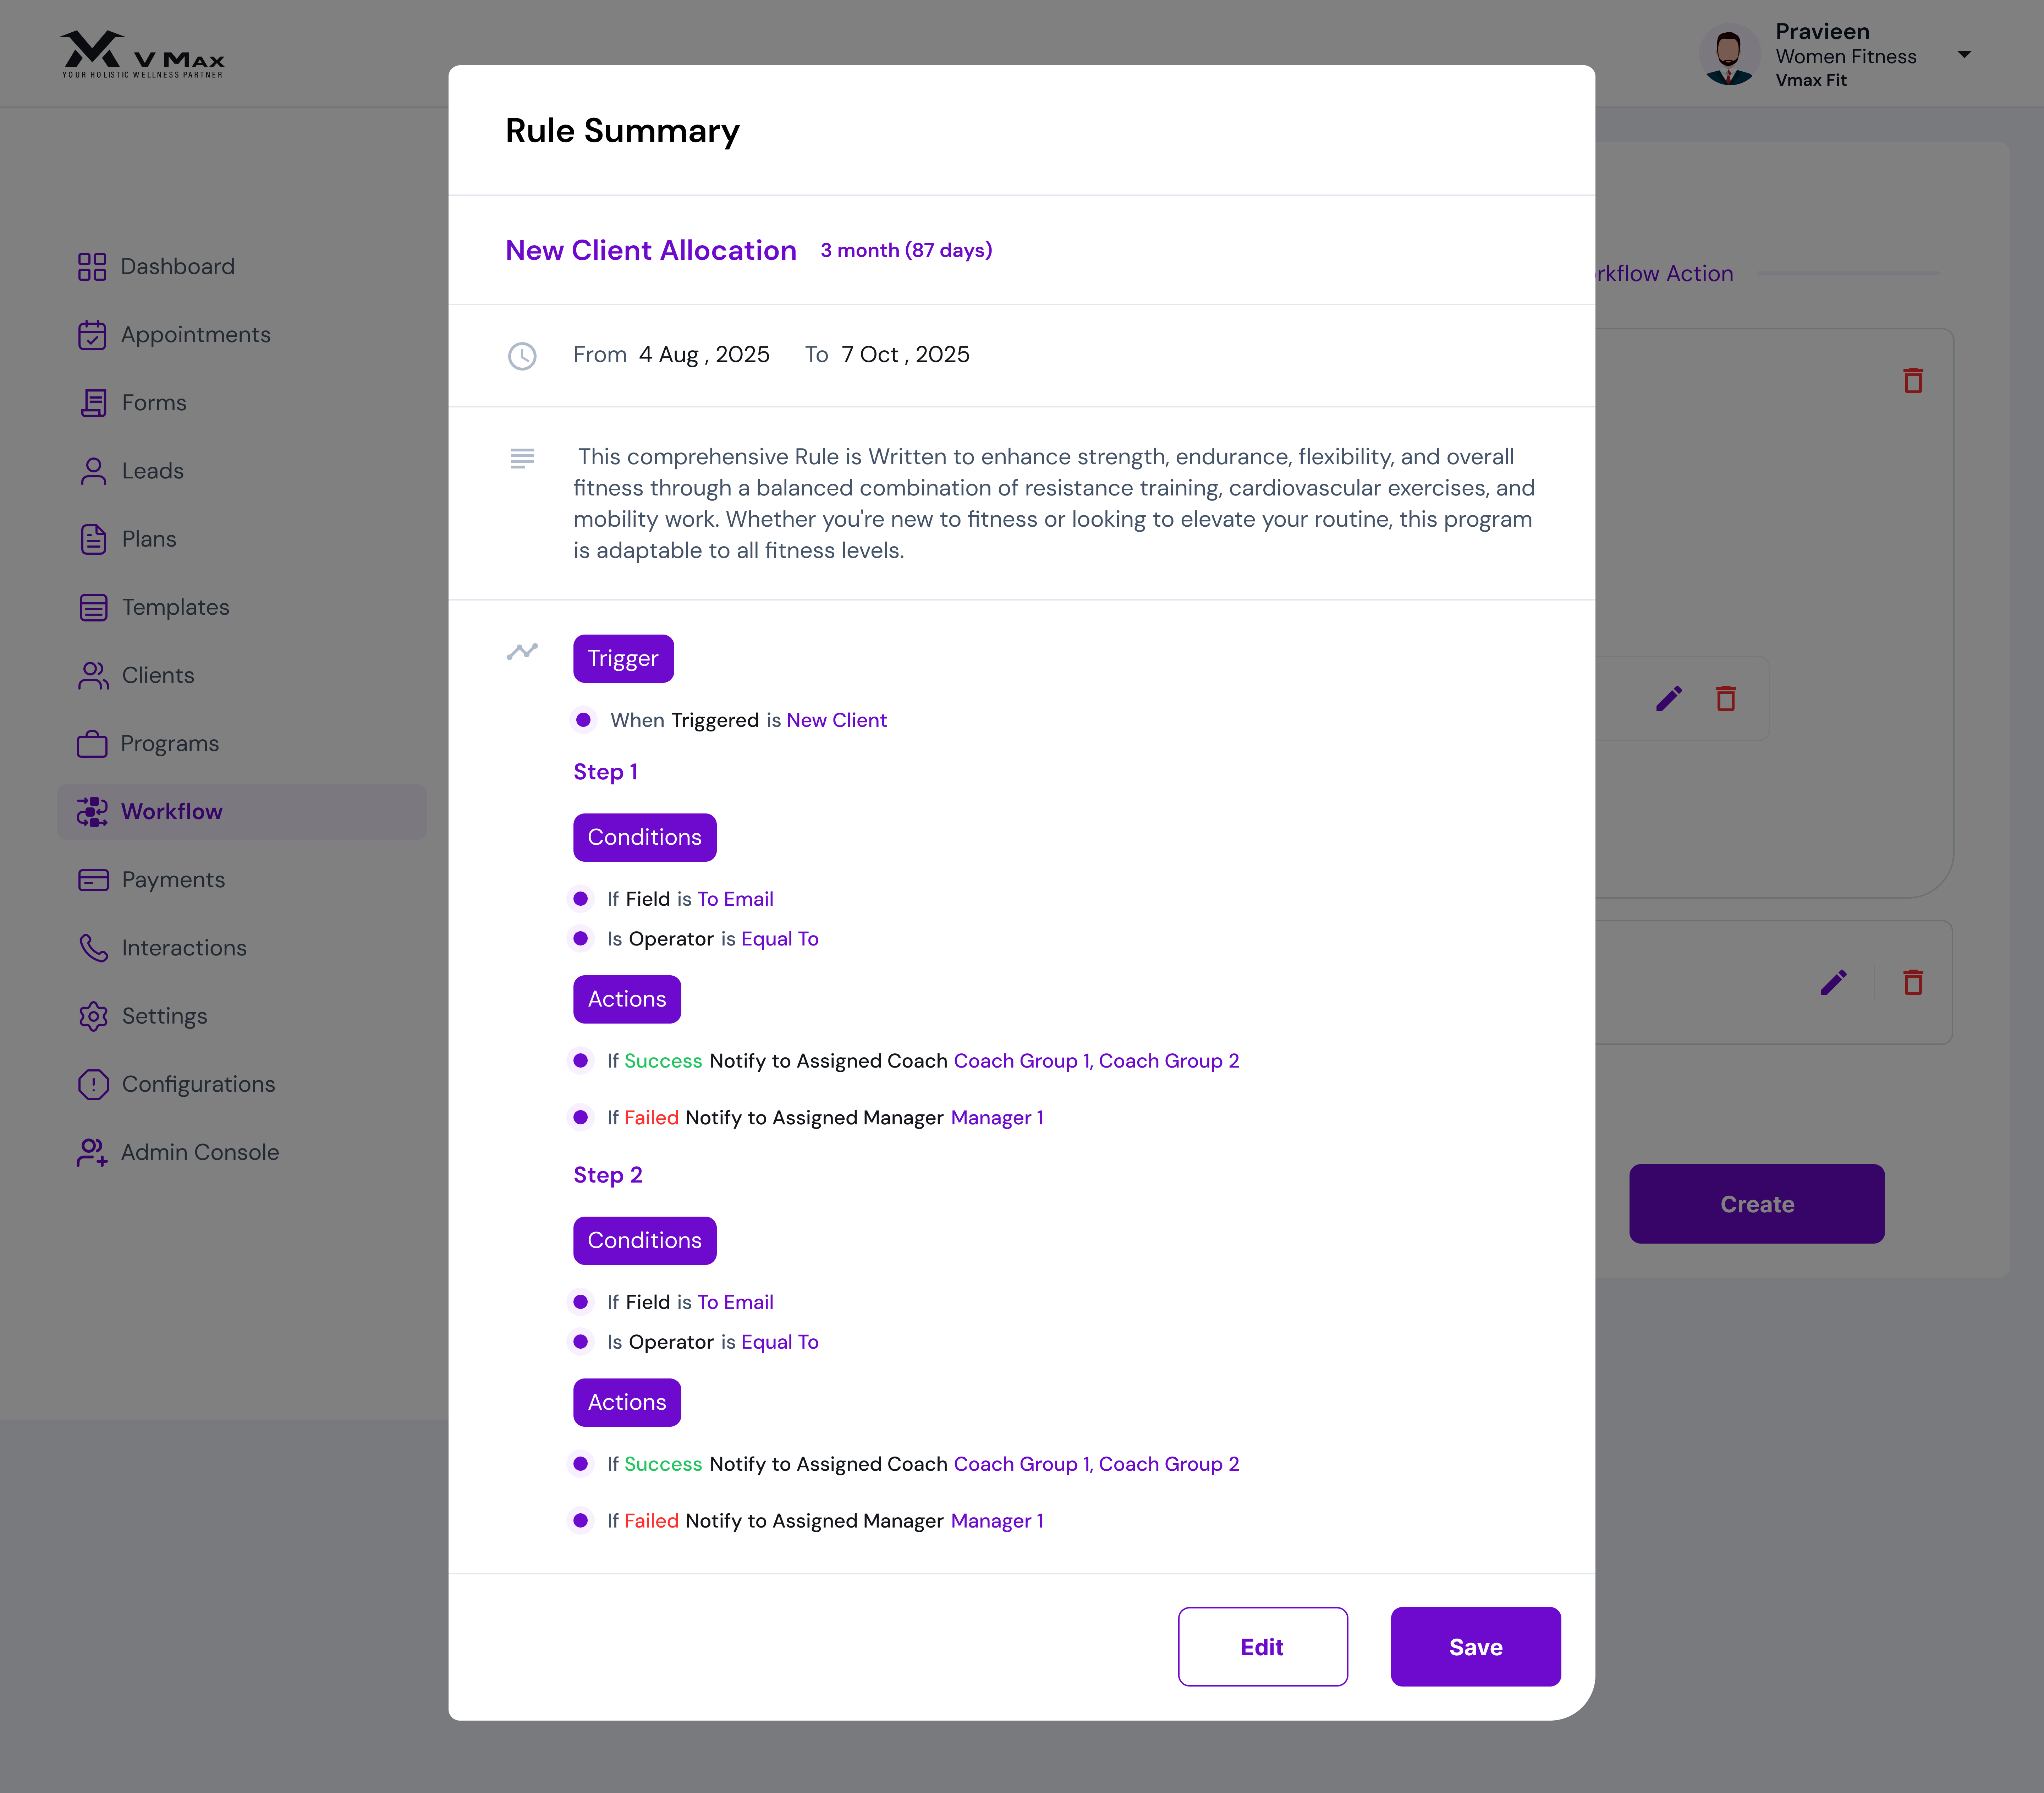 V MAX
YOUR HOLISTIC WELLNESS PARTNER
Pravieen
Women Fitness
Vmax Fit
Dashboard
Appointments
Forms
Leads
Plans
Templates
Clients
Programs
Workflow
Payments
Interactions
Settings
Configurations
Admin Console
Rule Summary
New Client Allocation 3 month (87 days)
From 4 Aug , 2025 To 7 Oct , 2025
This comprehensive Rule is Written to enhance strength, endurance, flexibility, and overall
fitness through a balanced combination of resistance training, cardiovascular exercises, and
mobility work. Whether you're new to fitness or looking to elevate your routine, this program
is adaptable to all fitness levels.
Trigger
When Triggered is New Client
Step 1
Conditions
If Field is To Email
Is Operator is Equal To
Actions
If Success Notify to Assigned Coach Coach Group 1, Coach Group 2
If Failed Notify to Assigned Manager Manager 1
Step 2
Conditions
If Field is To Email
Is Operator is Equal To
Actions
If Success Notify to Assigned Coach Coach Group 1, Coach Group 2
If Failed Notify to Assigned Manager Manager 1
Edit
Save
rkflow Action
Create